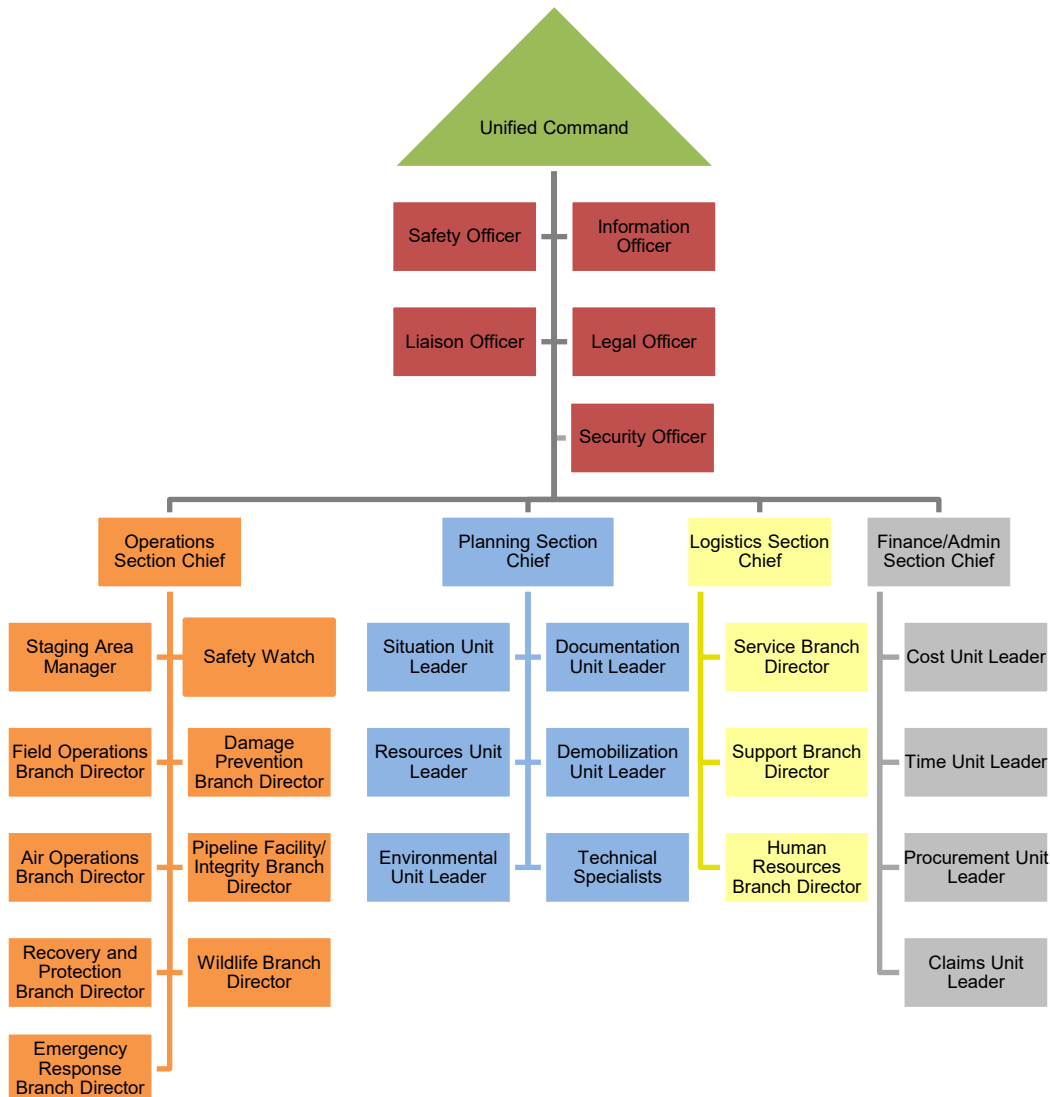 Unified Command
Safety Officer
Information
Officer
Liaison Officer
Legal Officer
Security Officer
Operations
Section Chief
Planning Section
Chief
Logistics Section
Chief
Finance/Admin
Section Chief
Staging Area
Manager
Safety Watch
Field Operations
Branch Director
Damage
Prevention
Branch Director
Air Operations
Branch Director
Pipeline Facility/
Integrity Branch
Director
Recovery and
Protection
Branch Director
Wildlife Branch
Director
Emergency
Response
Branch Director
Situation Unit
Leader
Documentation
Unit Leader
Resources Unit
Leader
Demobilization
Unit Leader
Environmental
Unit Leader
Technical
Specialists
Service Branch
Director
Support Branch
Director
Human
Resources
Branch Director
Cost Unit Leader
Time Unit Leader
Procurement Unit
Leader
Claims Unit
Leader